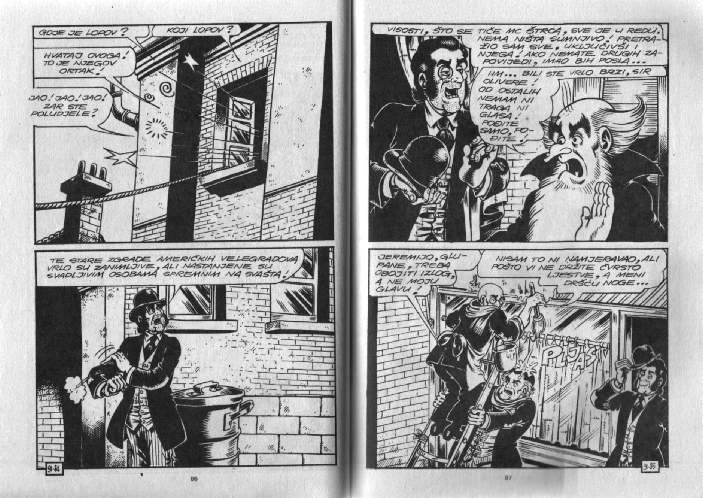 GDJE JE LOPOV?
KOJI LOPOV?
HVATAJ OVOGA!
TO JE NJEGOV
ORTAK!
JAO! JAO! JAO!
ZAR STE
POLUDJELE?
TE STARE ZGRADE AMERIČKIH VELEGRADOVA
VRLO SU ZANIMLJIVE, ALI NASTANJENE SU
SVADLJIVIM OSOBAMA SPREMNIM NA SVAŠTA!
86
VISOSTI, ŠTO SE TIČE MC ŠTRCA, SVE JE U REDU.
NEMA NIŠTA SUMNJIVO! PRETRA-
ŽIO SAM SVE, UKLJUČIVŠI I
NJEGA! AKO NEMATE DRUGIH ZA-
POVIJEDI, IMAO BIH POSLA...
BILI STE VRLO BRZI, SIR
OLIVERE!
OD OSTALIH
NEMAM NI
TRAGA NI
GLASA!
POĐITE
SAMO, PO-
ĐITE!
JEREMIJO, GLU-
PANE, TREBA
OBOJITI IZLOG,
A NE MOJU
GLAVU!
NISAM TO NI NAMJERAVAO, ALI
POŠTO VI NE DRŽITE ČVRSTO
LJESTVE, A MENI
DRŠĆU NOGE...
PLJAS!
87